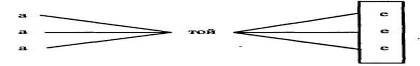 а с
а той с
а с